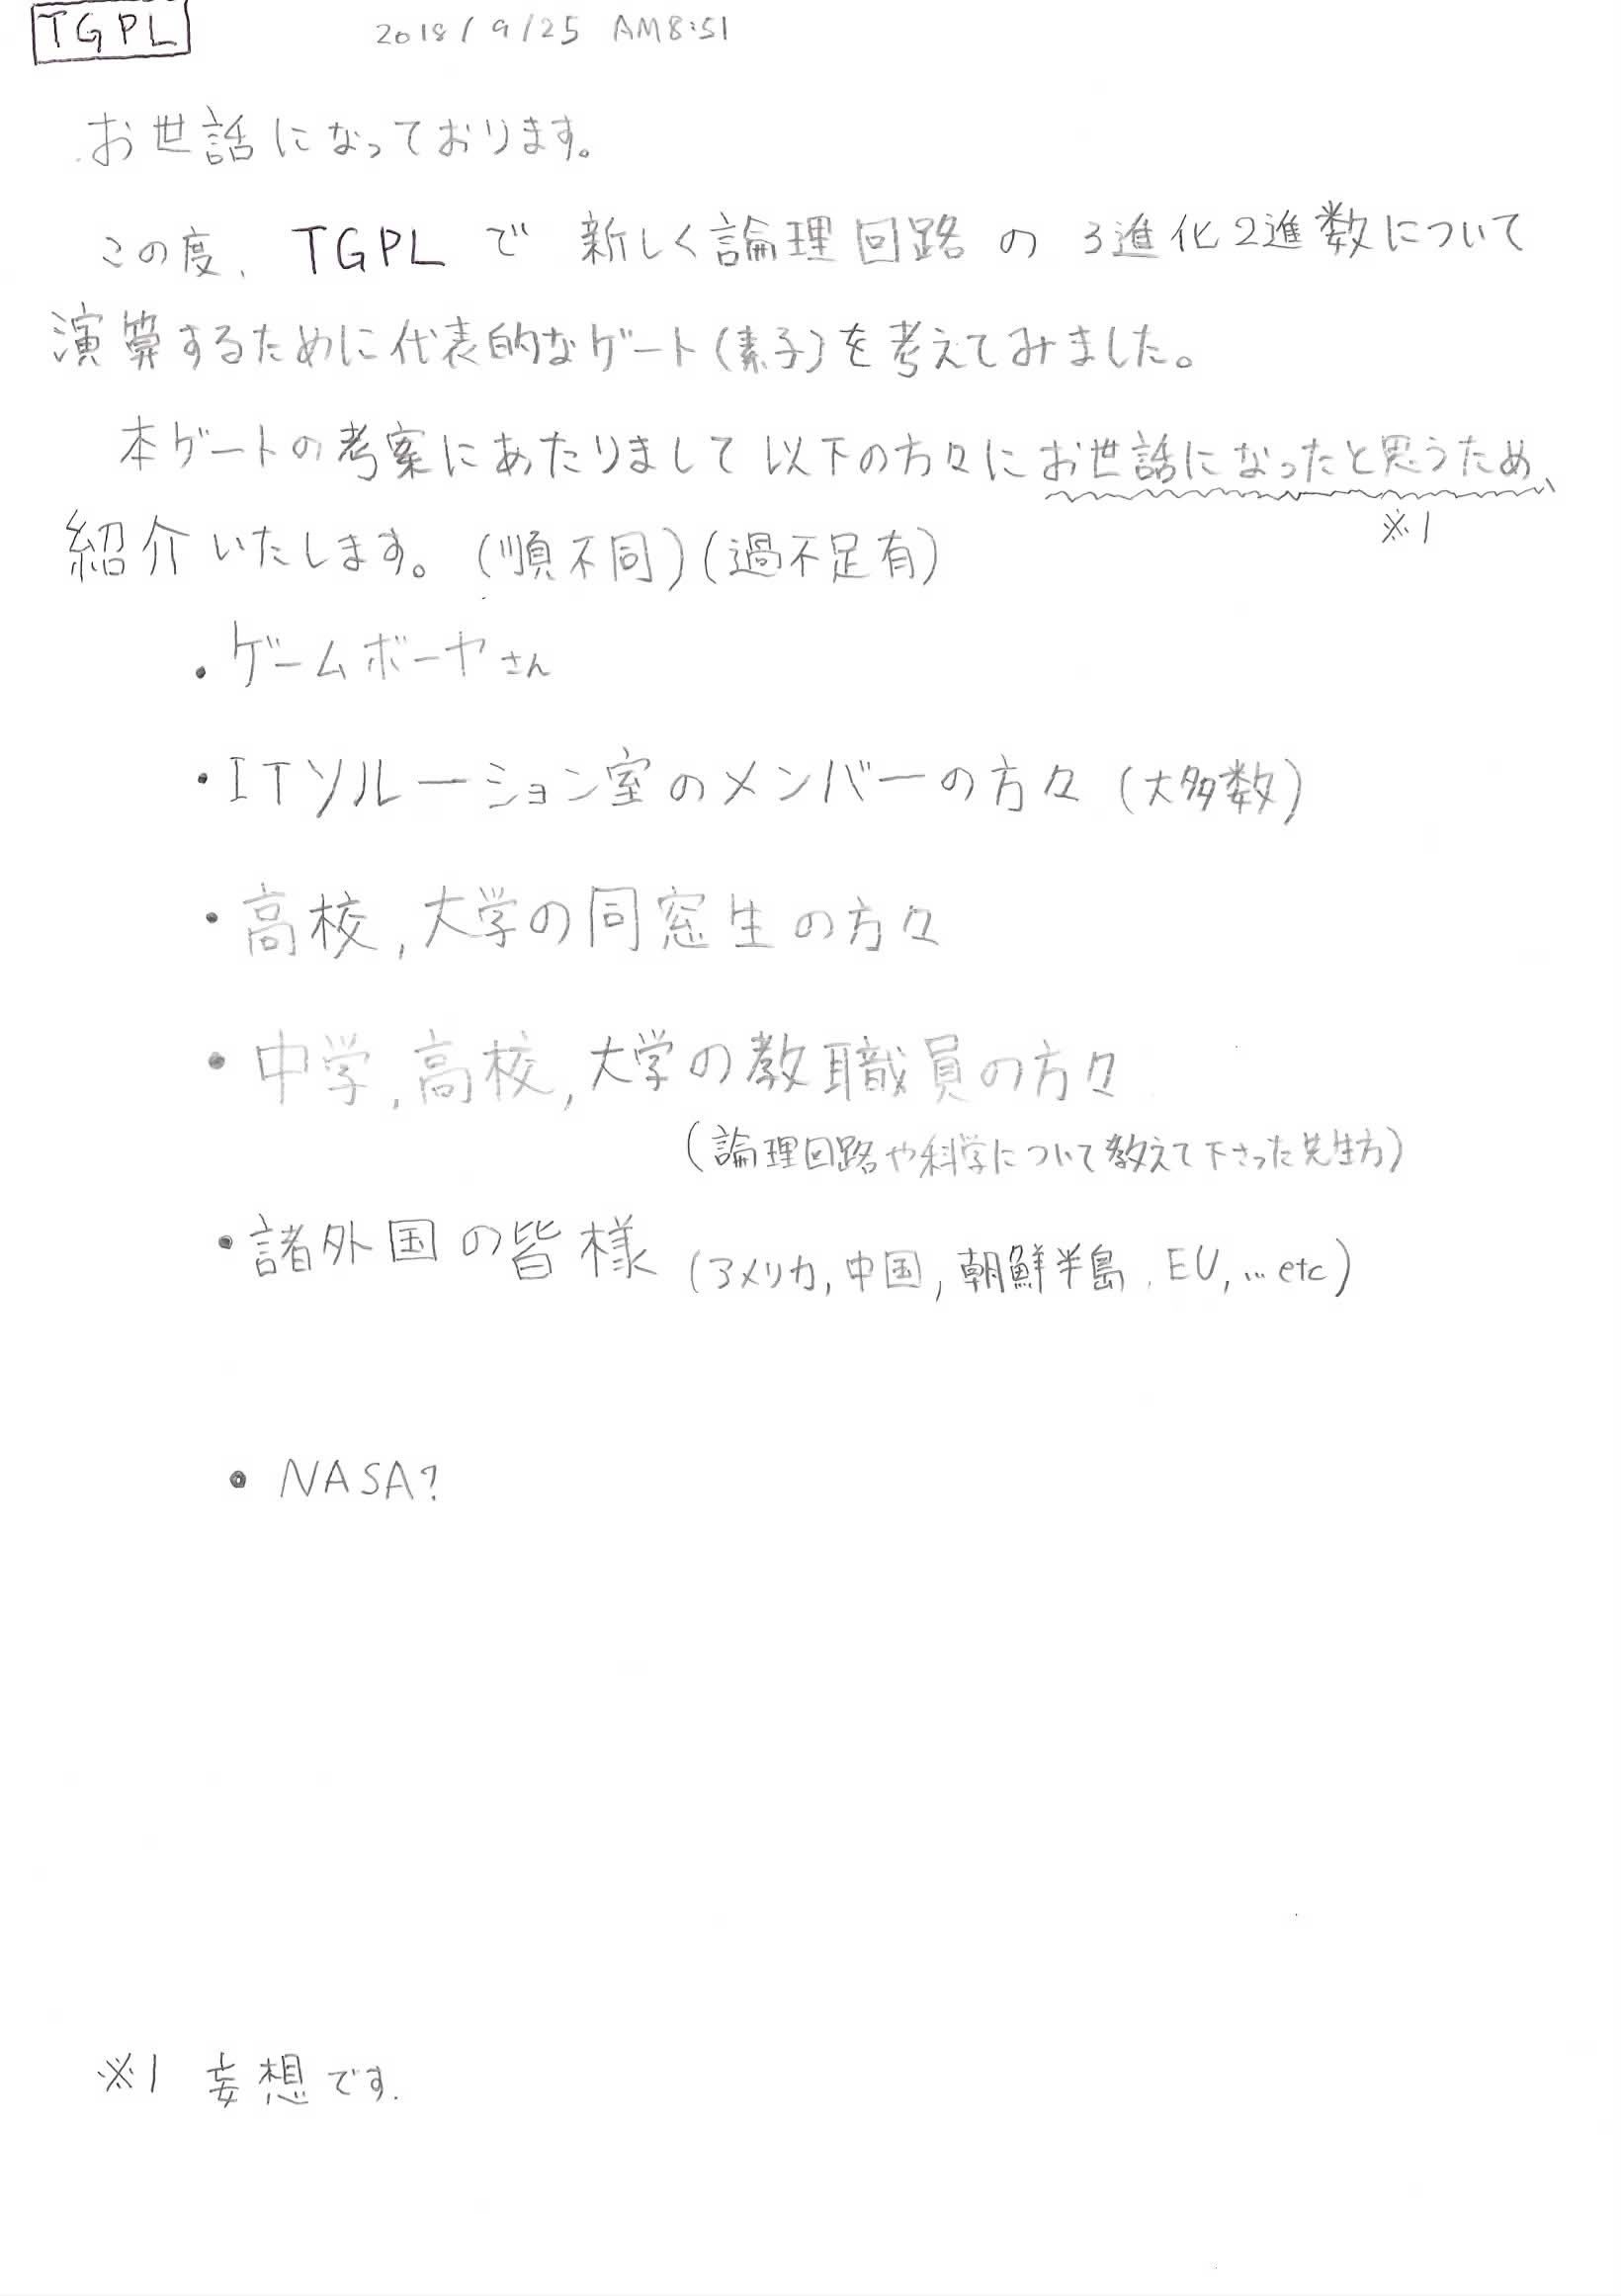 TGPL 2018/9/25 AM8:51
お世話になっております。
この度、TGPLで新しく論理回路の3進化2進数について
演算するために代表的なゲート(素子)を考えてみました。
本ゲートの考案にあたりまして以下の方々にお世話になったと思うため、
※1
紹介いたします。(順不同)(過不足有)
・ゲームボーヤさん
・ITソルーション室のメンバーの方々(大多数)
・高校,大学の同窓生の方々
・中学,高校,大学の教職員の方々
(論理回路や科学について教えて下さった先生方)
・諸外国の皆様(アメリカ,中国,朝鮮半島,EU,…etc)
・NASA?
※1 妄想です.